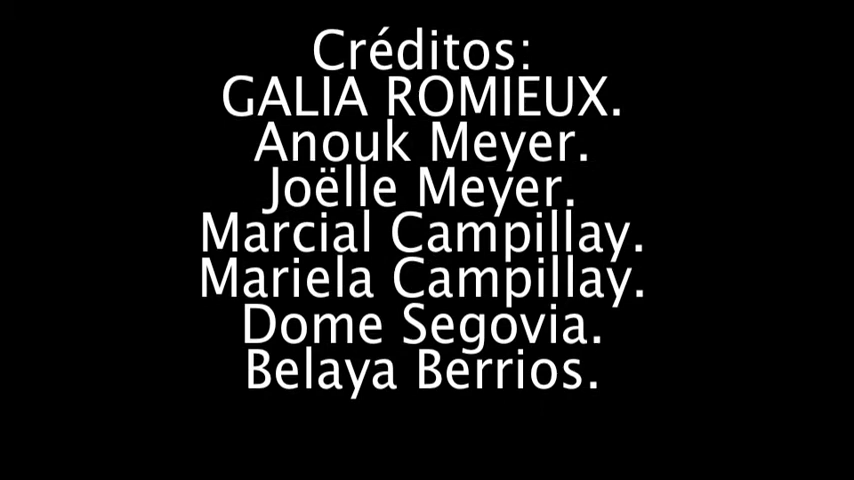 Créditos:
GALIA ROMIEUX.
Anouk Meyer.
Joëlle Meyer.
Marcial Campillay.
Mariela Campillay.
Dome Segovia.
Belaya Berrios.